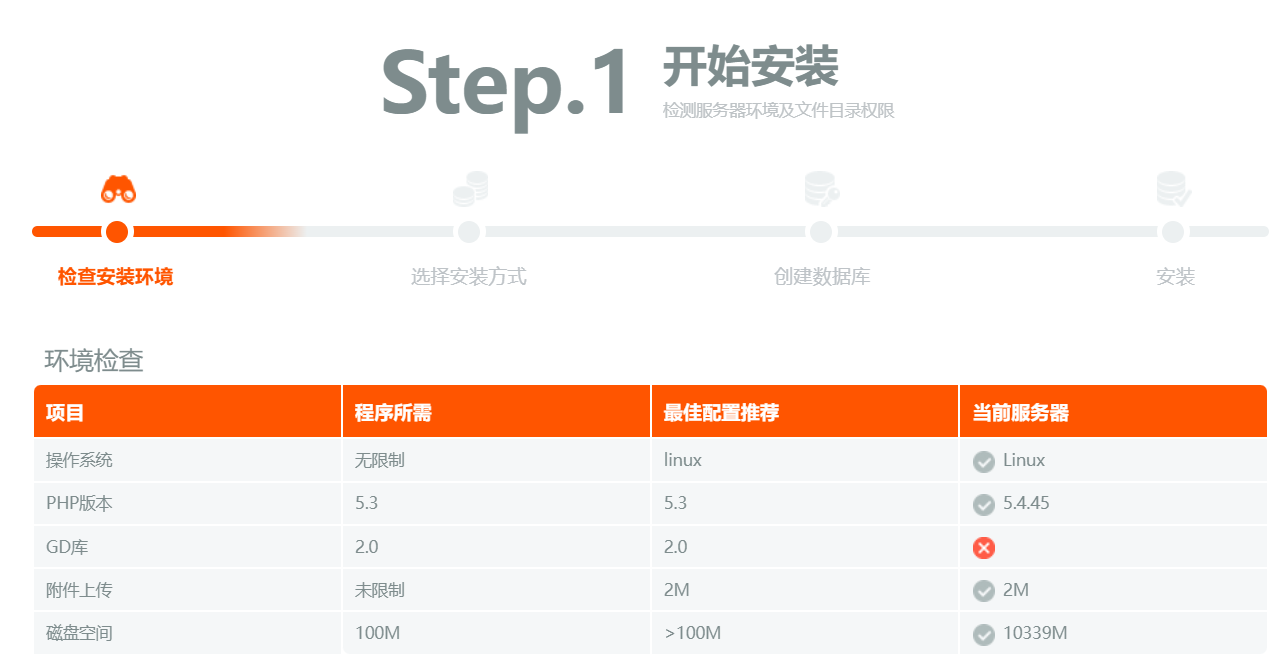 Step.1 开始安装
检测服务器环境及文件目录权限
检查安装环境 选择安装方式 创建数据库 安装
环境检查
项目 程序所需 最佳配置推荐 当前服务器
操作系统 无限制 linux Linux
PHP版本 5.3 5.3 5.4.45
GD库 2.0 2.0
附件上传 未限制 2M 2M
磁盘空间 100M >100M 10339M